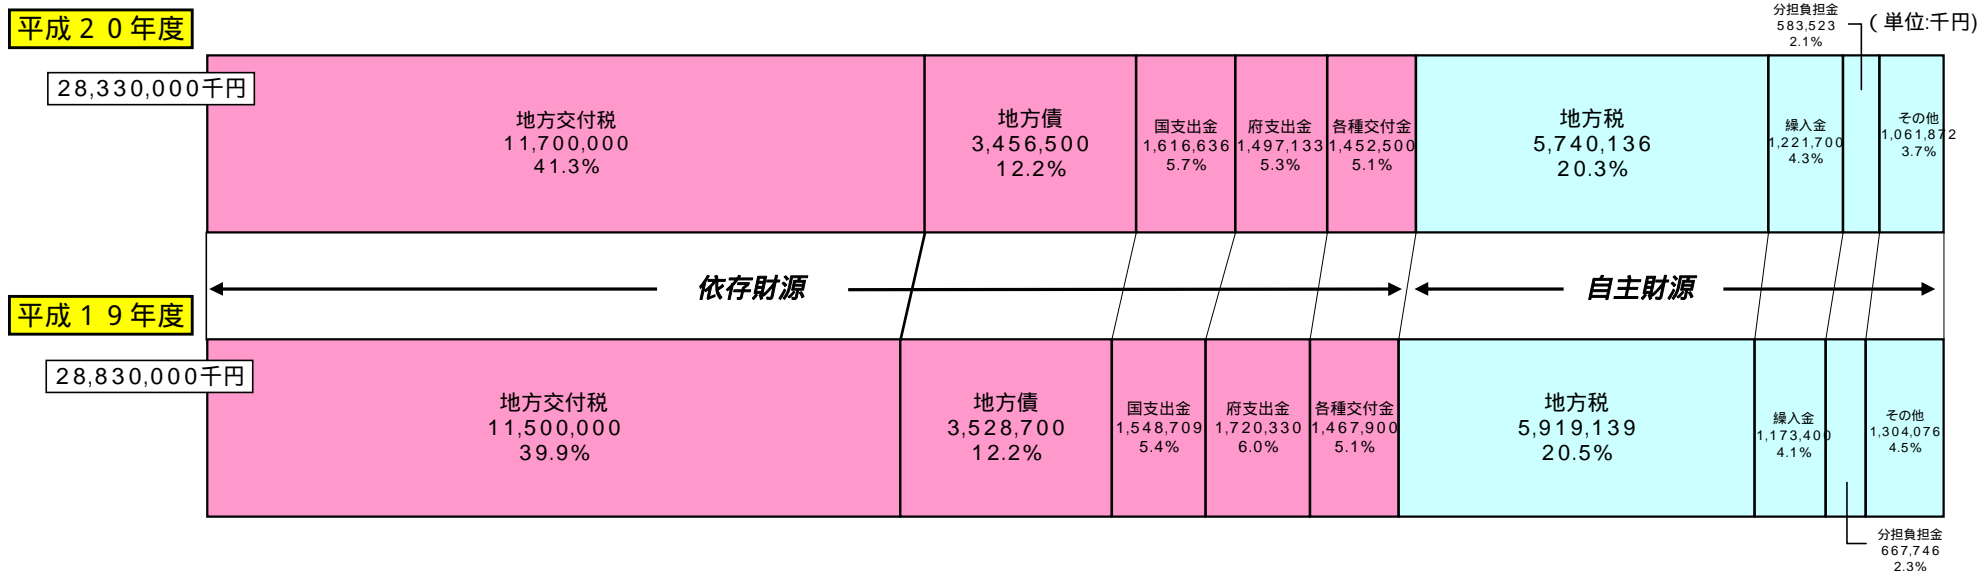 平成２０年度
分担負担金
583,523
2.1%
(単位:千円)
28,330,000千円
地方交付税
11,700,000
41.3%
地方債
3,456,500
12.2%
国支出金
1,616,636
5.7%
府支出金
1,497,133
5.3%
各種交付金
1,452,500
5.1%
地方税
5,740,136
20.3%
繰入金
1,221,700
4.3%
その他
1,061,872
3.7%
依存財源
自主財源
平成１９年度
28,830,000千円
地方交付税
11,500,000
39.9%
地方債
3,528,700
12.2%
国支出金
1,548,709
5.4%
府支出金
1,720,330
6.0%
各種交付金
1,467,900
5.1%
地方税
5,919,139
20.5%
繰入金
1,173,400
4.1%
その他
1,304,076
4.5%
分担負担金
667,746
2.3%